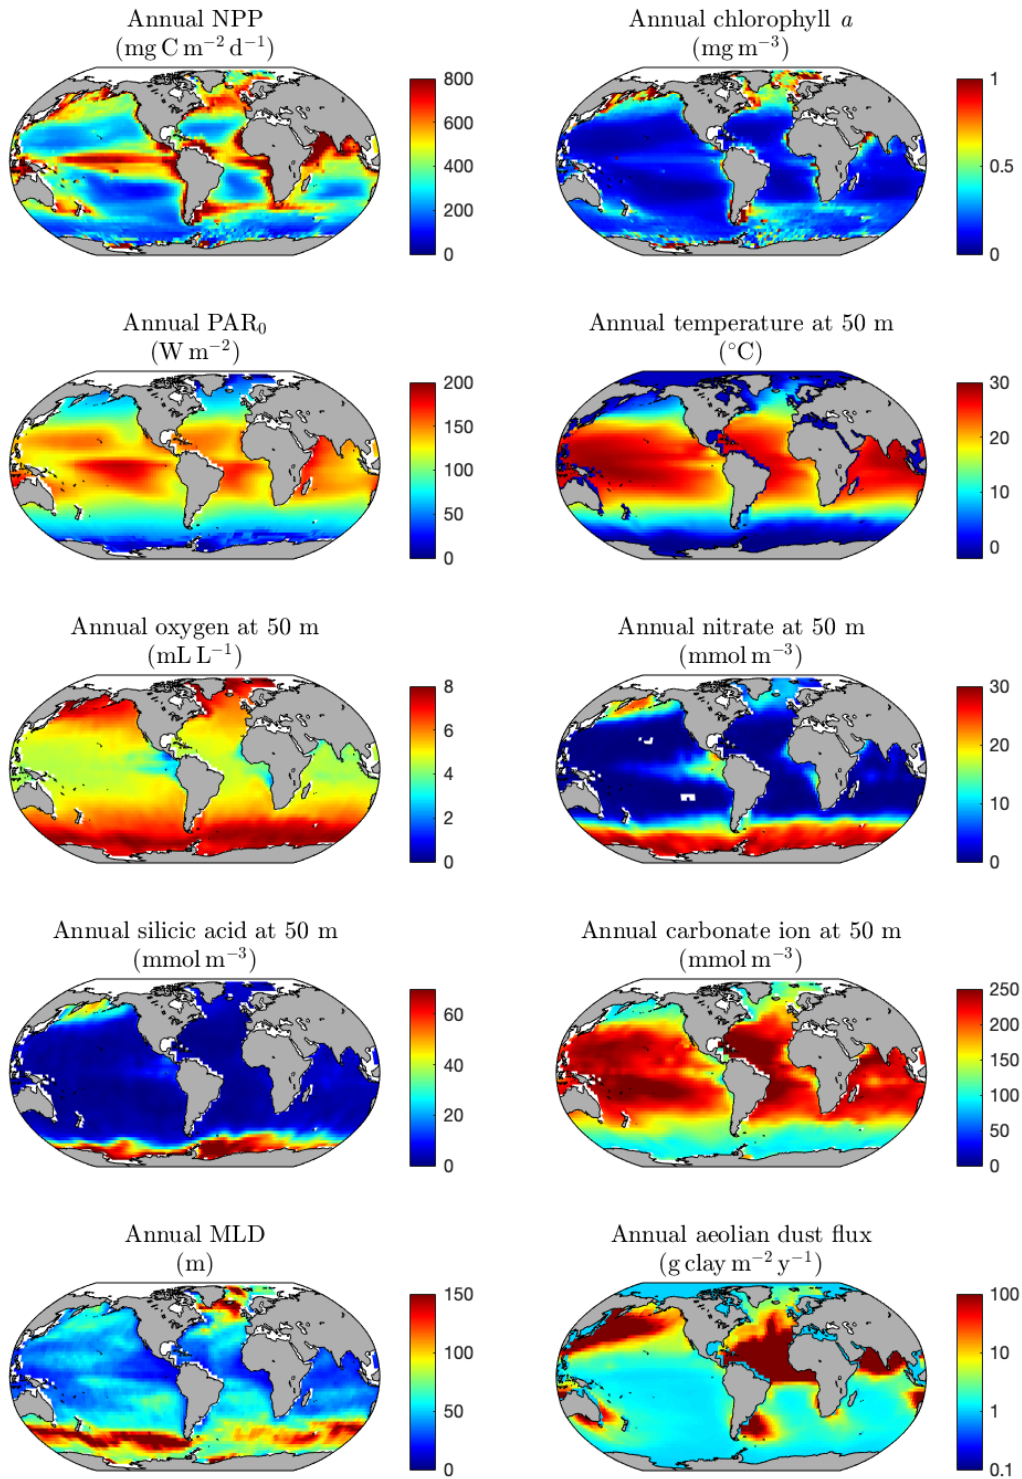 Annual NPP
(mg C m⁻² d⁻¹)
800
600
400
200
0
Annual chlorophyll a
(mg m⁻³)
1
0.5
0
Annual PAR₀
(W m⁻²)
200
150
100
50
0
Annual temperature at 50 m
(°C)
30
20
10
0
Annual oxygen at 50 m
(mL L⁻¹)
8
6
4
2
0
Annual nitrate at 50 m
(mmol m⁻³)
30
20
10
0
Annual silicic acid at 50 m
(mmol m⁻³)
60
40
20
0
Annual carbonate ion at 50 m
(mmol m⁻³)
250
200
150
100
50
0
Annual MLD
(m)
150
100
50
0
Annual aeolian dust flux
(g clay m⁻² y⁻¹)
100
10
1
0.1